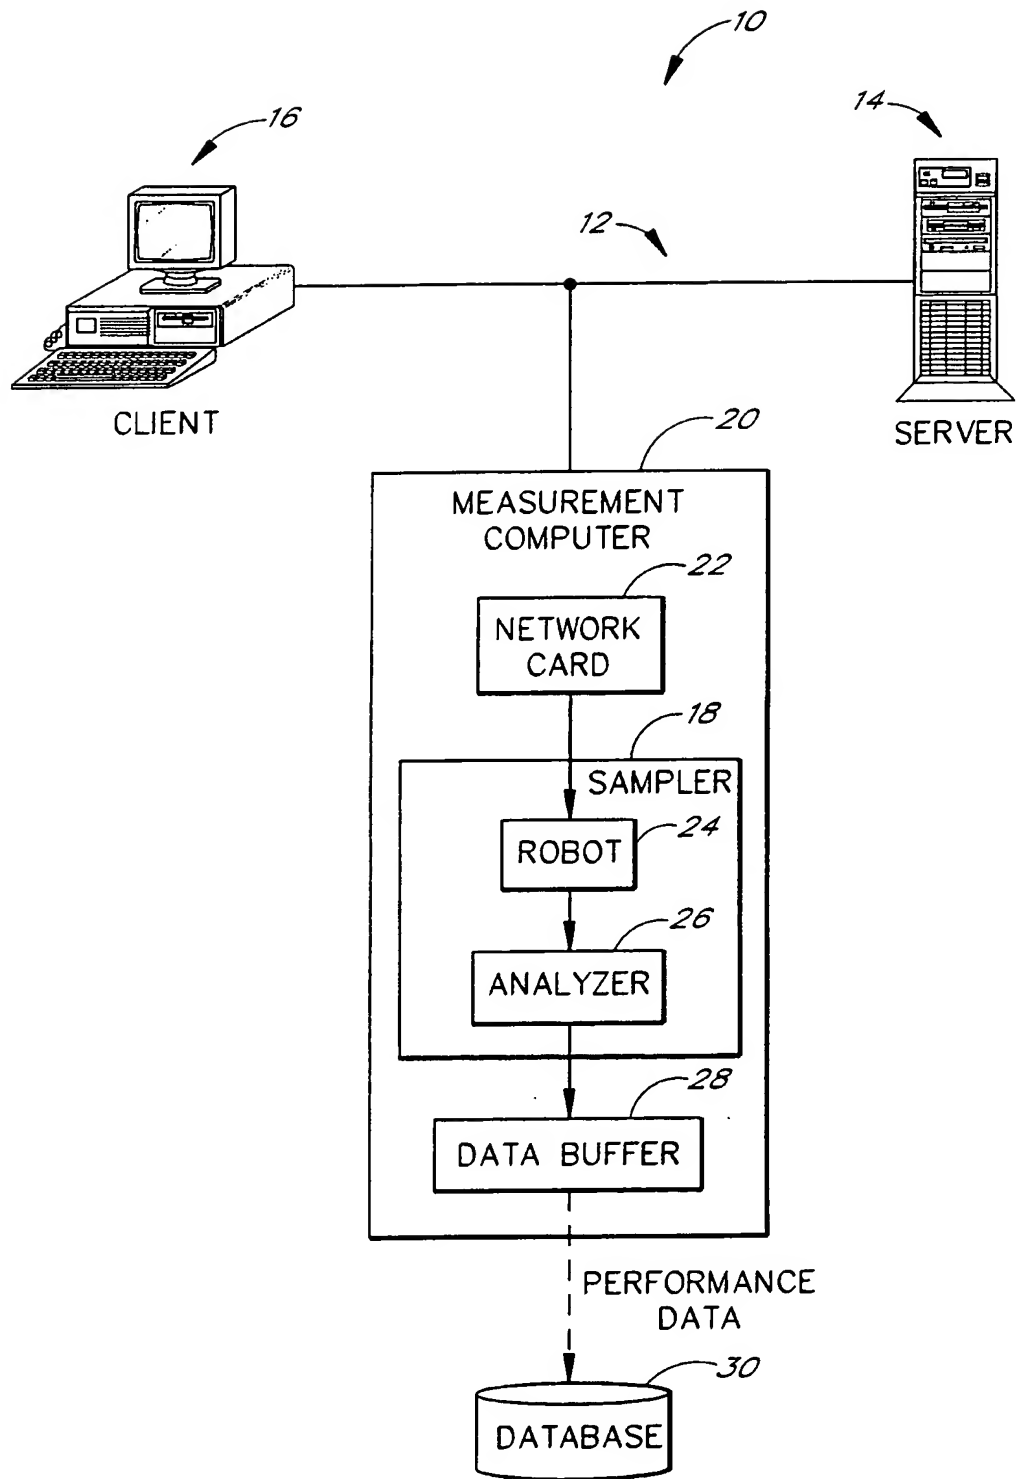 10
16
14
12
CLIENT
SERVER
20
MEASUREMENT
COMPUTER
22
NETWORK
CARD
18
SAMPLER
ROBOT
24
26
ANALYZER
28
DATA BUFFER
PERFORMANCE
DATA
30
DATABASE